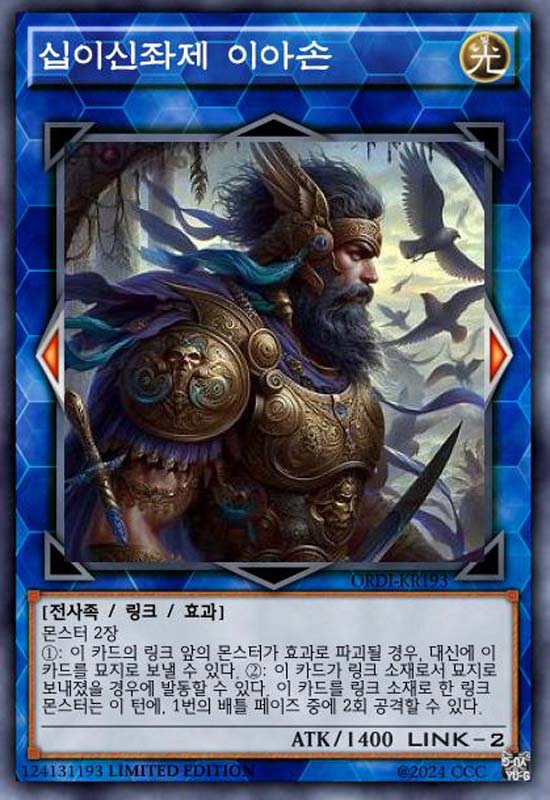 십이신좌제 이아손
光
ORDI-KR193
[전사족 / 링크 / 효과]
몬스터 2장
①: 이 카드의 링크 앞의 몬스터가 효과로 파괴될 경우, 대신에 이
카드를 묘지로 보낼 수 있다. ②: 이 카드가 링크 소재로서 묘지로
보내졌을 경우에 발동할 수 있다. 이 카드를 링크 소재로 한 링크
몬스터는 이 턴에, 1번의 배틀 페이즈 중에 2회 공격할 수 있다.
ATK/1400 LINK-2
124131193 LIMITED EDITION
©2024 CCC